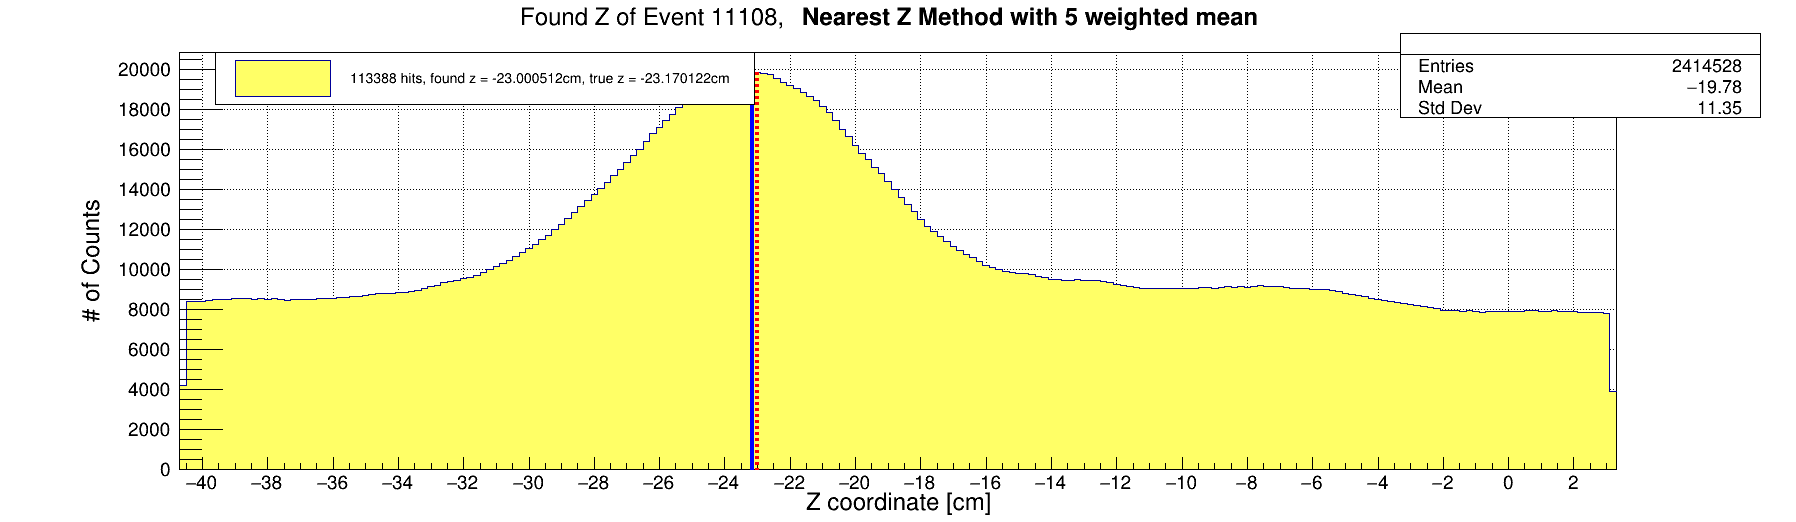 Found Z of Event 11108, Nearest Z Method with 5 weighted mean
113388 hits, found z = -23.000512cm, true z = -23.170122cm
Entries 2414528
Mean −19.78
Std Dev 11.35
# of Counts
20000
18000
16000
14000
12000
10000
8000
6000
4000
2000
0
−40 −38 −36 −34 −32 −30 −28 −26 −24 −22 −20 −18 −16 −14 −12 −10 −8 −6 −4 −2 0 2
Z coordinate [cm]